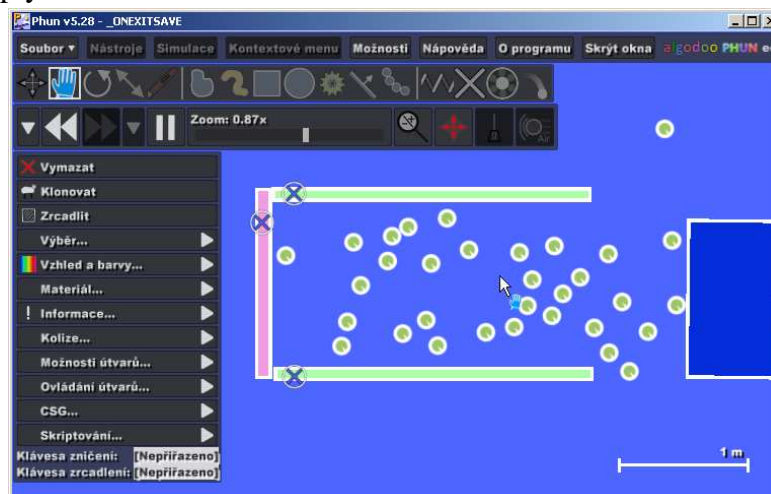 Phun v5.28 - _ONEXITSAVE
Soubor Nástroje Simulace Kontextové menu Možnosti Nápověda O programu Skrýt okna algodoo PHUN e
Zoom: 0.87x
Air
Vymazat
Klonovat
Zrcadlit
Výběr...
Vzhled a barvy...
Materiál...
Informace...
Kolize...
Možnosti útvarů...
Ovládání útvarů...
CSG...
Skriptování...
Klávesa zničení: [Nepřiřazeno]
Klávesa zrcadlení: [Nepřiřazeno]
1 m